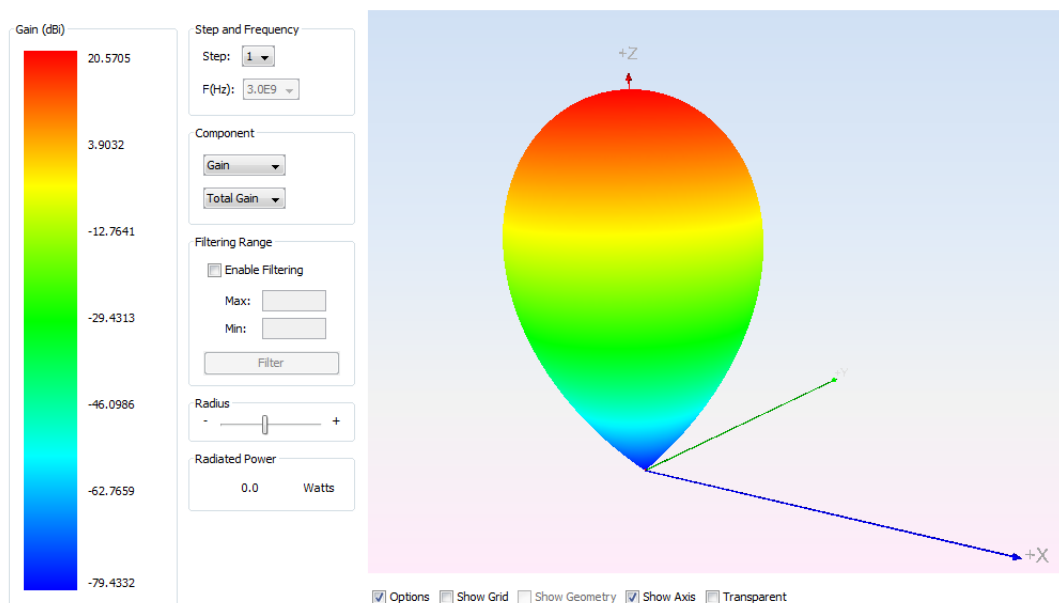 Gain (dBi)
20.5705
3.9032
-12.7641
-29.4313
-46.0986
-62.7659
-79.4332
Step and Frequency
Step: 1
F(Hz): 3.0E9
Component
Gain
Total Gain
Filtering Range
Enable Filtering
Max:
Min:
Filter
Radius
- +
Radiated Power
0.0 Watts
+Z
+X
Options Show Grid Show Geometry Show Axis Transparent